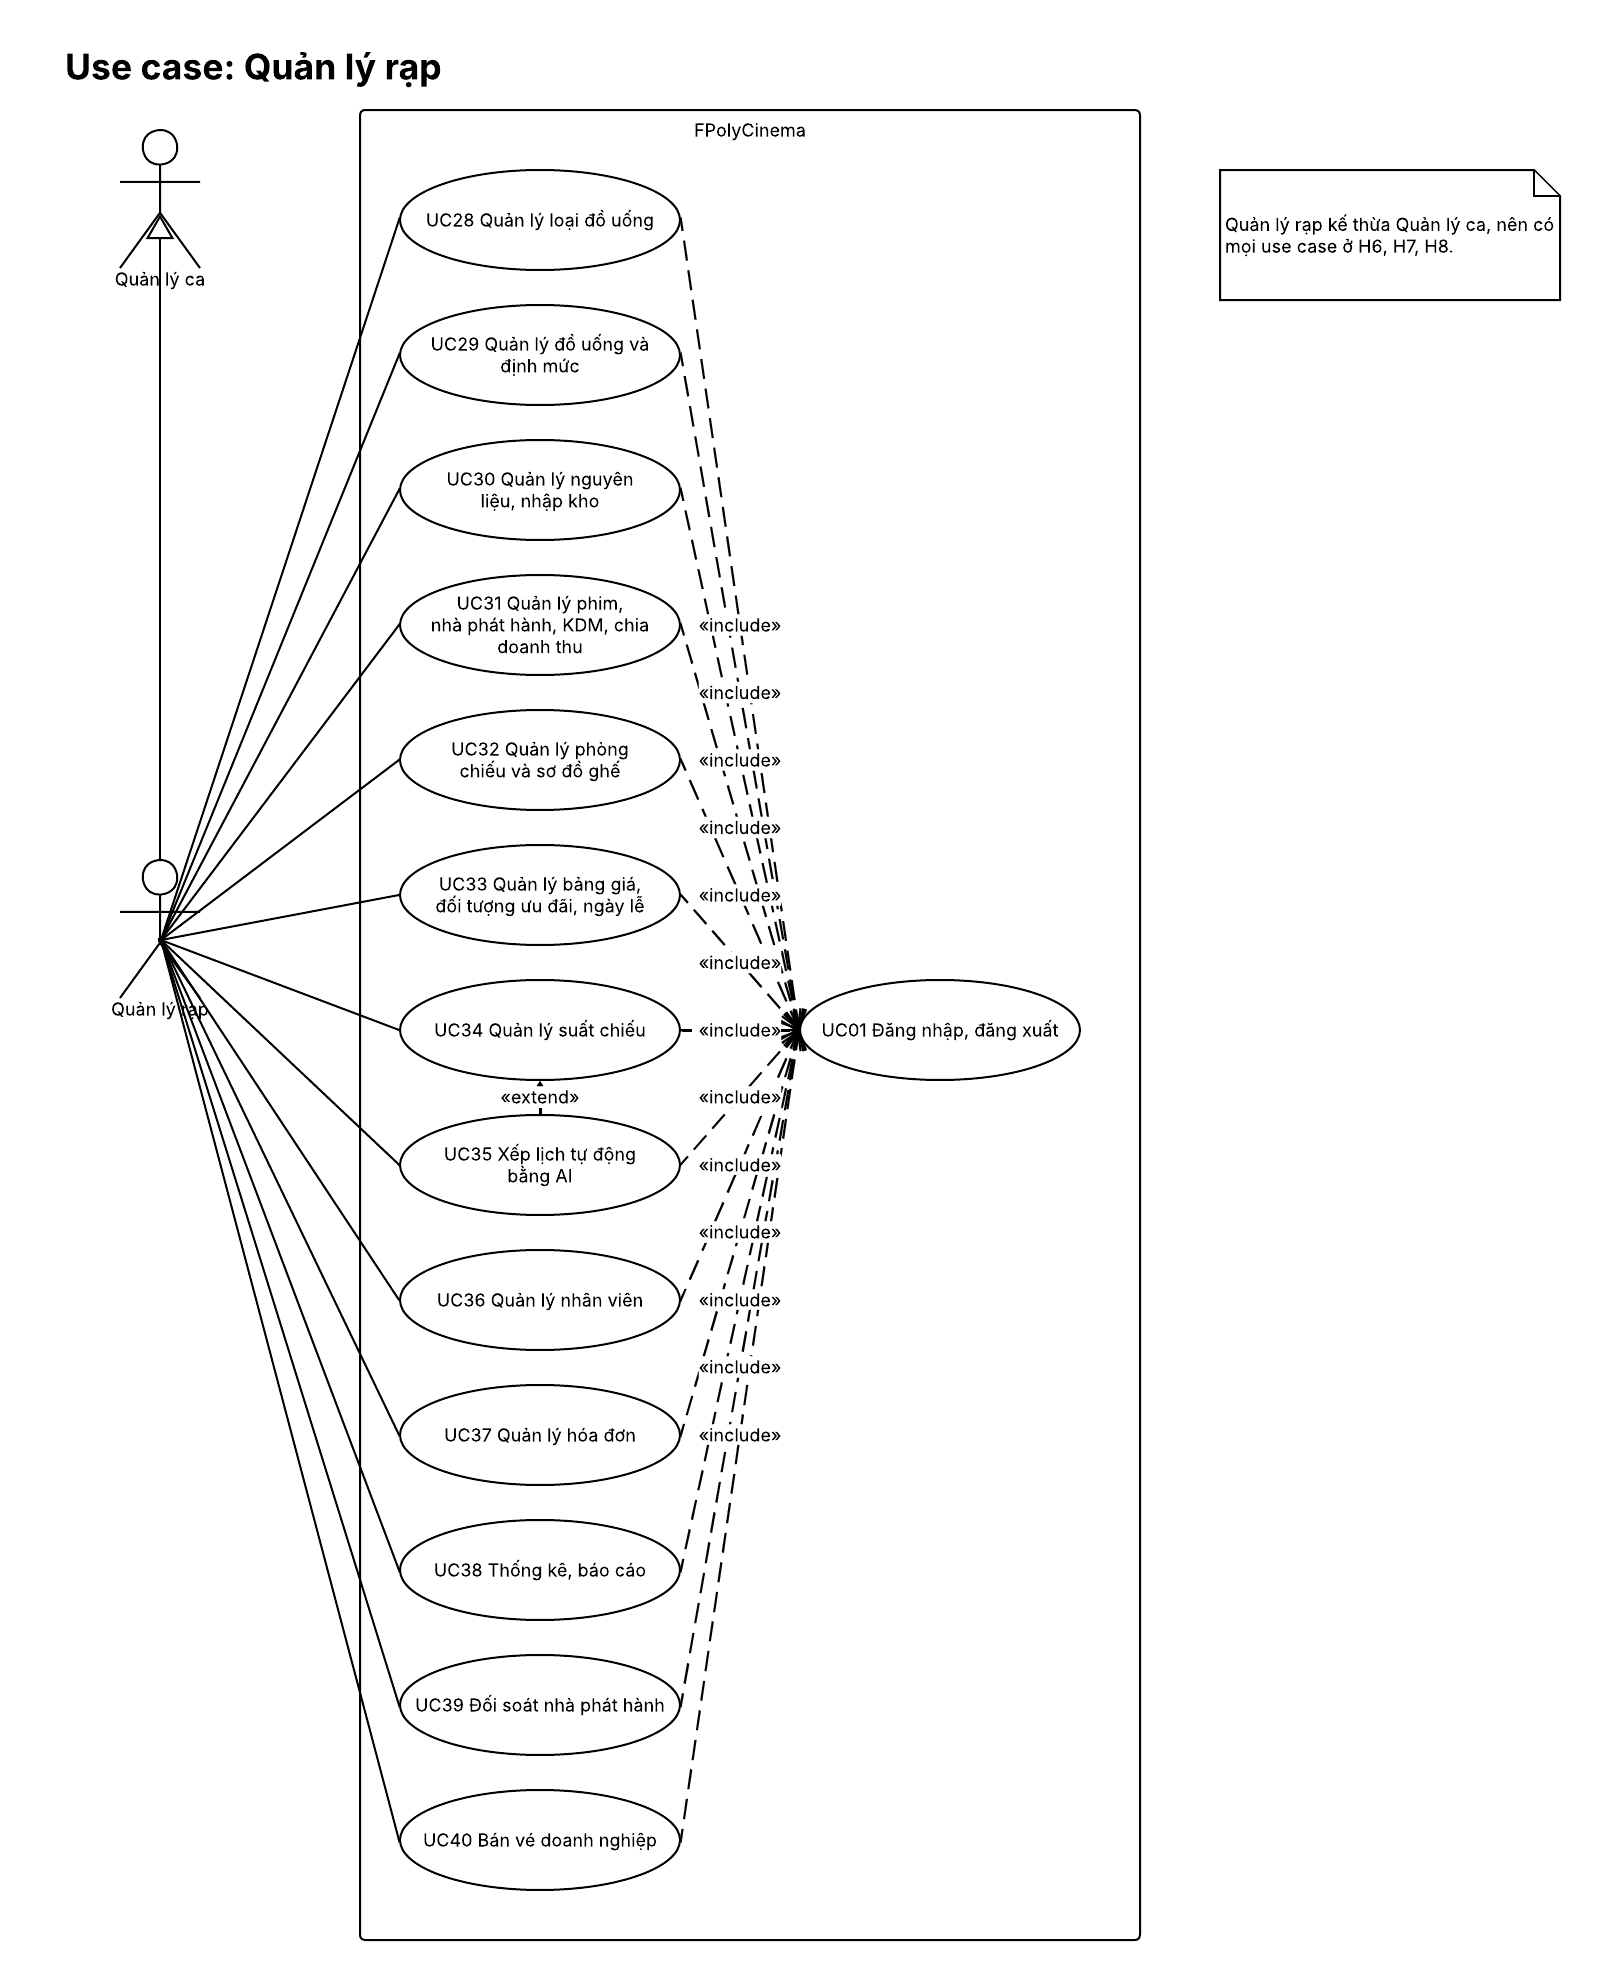 Use case: Quản lý rạp
FPolyCinema
Quản lý ca
Quản lý rạp kế thừa Quản lý ca, nên có
mọi use case ở H6, H7, H8.
UC28 Quản lý loại đồ uống
UC29 Quản lý đồ uống và
định mức
UC30 Quản lý nguyên
liệu, nhập kho
UC31 Quản lý phim,
nhà phát hành, KDM, chia
doanh thu
«include»
«include»
UC32 Quản lý phòng
chiếu và sơ đồ ghế
«include»
«include»
UC33 Quản lý bảng giá,
đối tượng ưu đãi, ngày lễ
«include»
«include»
Quản lý rạp
UC34 Quản lý suất chiếu
«include»
UC01 Đăng nhập, đăng xuất
«extend»
«include»
UC35 Xếp lịch tự động
bằng AI
«include»
«include»
UC36 Quản lý nhân viên
«include»
«include»
UC37 Quản lý hóa đơn
«include»
UC38 Thống kê, báo cáo
UC39 Đối soát nhà phát hành
UC40 Bán vé doanh nghiệp